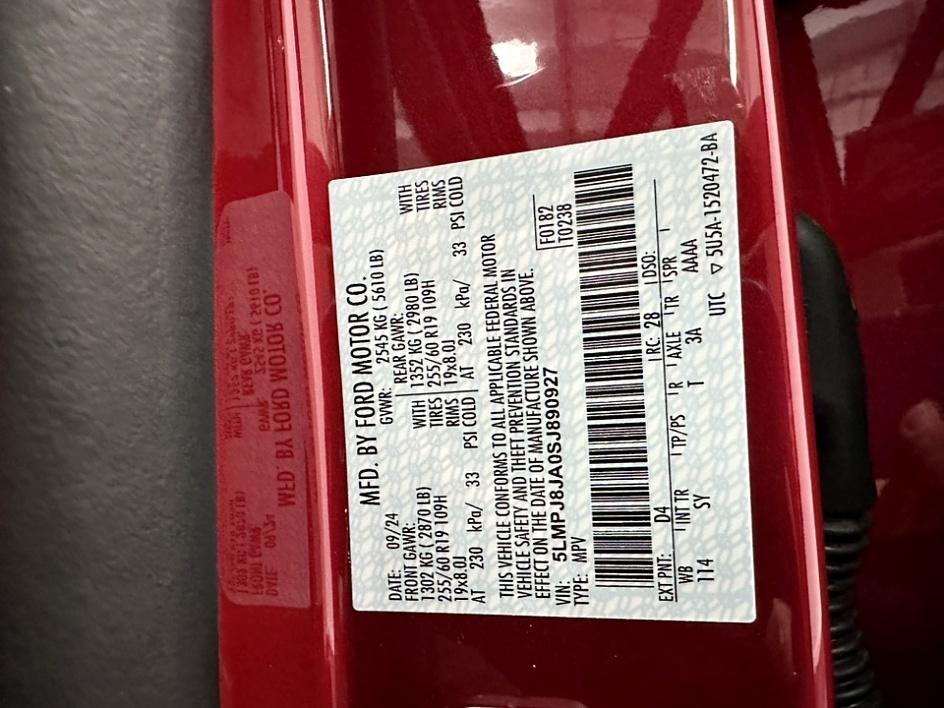 MFD. BY FORD MOTOR CO.
DATE: 09/24 GVWR: 2545 KG ( 5610 LB)
FRONT GAWR: REAR GAWR:
1302 KG ( 2870 LB) WITH 1352 KG ( 2980 LB) WITH
255/60 R19 109H TIRES 255/60 R19 109H TIRES
19x8.0J RIMS 19x8.0J RIMS
AT 230 kPa/ 33 PSI COLD AT 230 kPa/ 33 PSI COLD
THIS VEHICLE CONFORMS TO ALL APPLICABLE FEDERAL MOTOR
VEHICLE SAFETY AND THEFT PREVENTION STANDARDS IN
EFFECT ON THE DATE OF MANUFACTURE SHOWN ABOVE.
VIN: 5LMPJ8JA0SJ890927 F0182
TYPE: MPV T0238
EXT PNT: D4 RC: 28 DSO:
WB INT TR TP/PS R AXLE TR SPR
114 SY T 3A AAAA
UTC ▽ 5U5A-1520472-BA